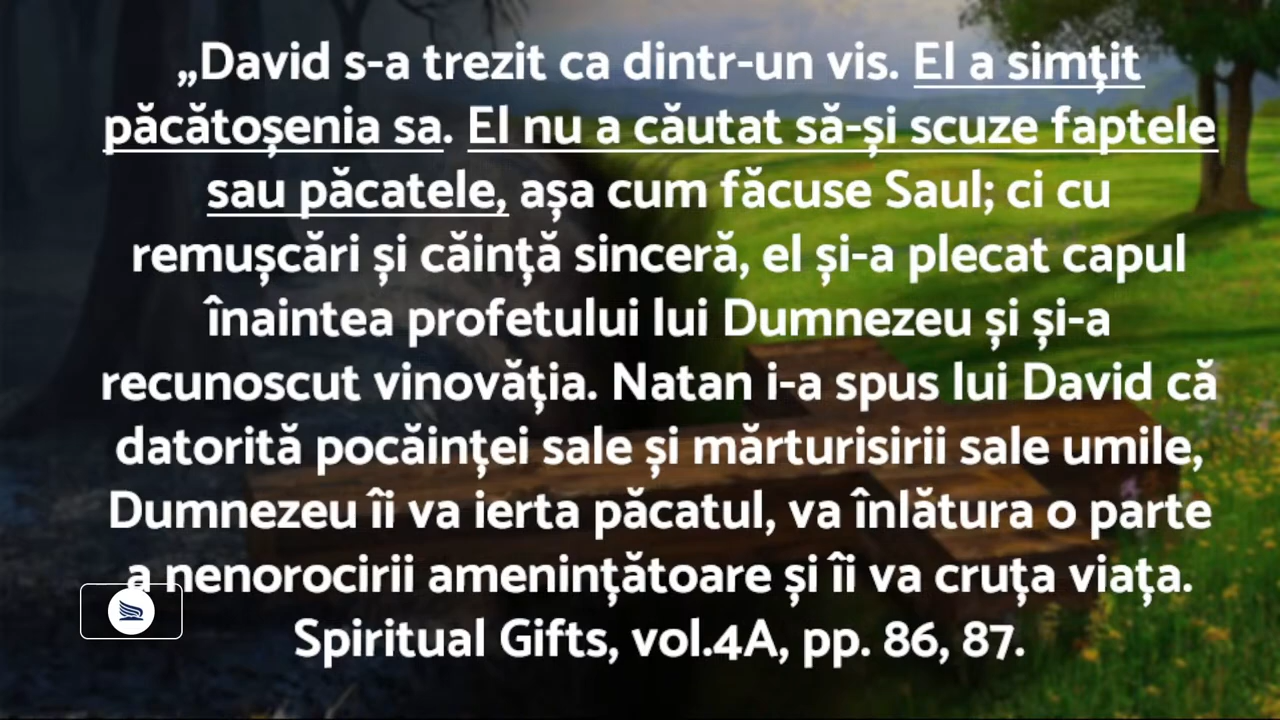 „David s-a trezit ca dintr-un vis. El a simțit
păcătoșenia sa. El nu a căutat să-și scuze faptele
sau păcatele, așa cum făcuse Saul; ci cu
remușcări și căință sinceră, el și-a plecat capul
înaintea profetului lui Dumnezeu și și-a
recunoscut vinovăția. Natan i-a spus lui David că
datorită pocăinței sale și mărturisirii sale umile,
Dumnezeu îi va ierta păcatul, va înlătura o parte
a nenorocirii amenințătoare și îi va cruța viața.
Spiritual Gifts, vol.4A, pp. 86, 87.